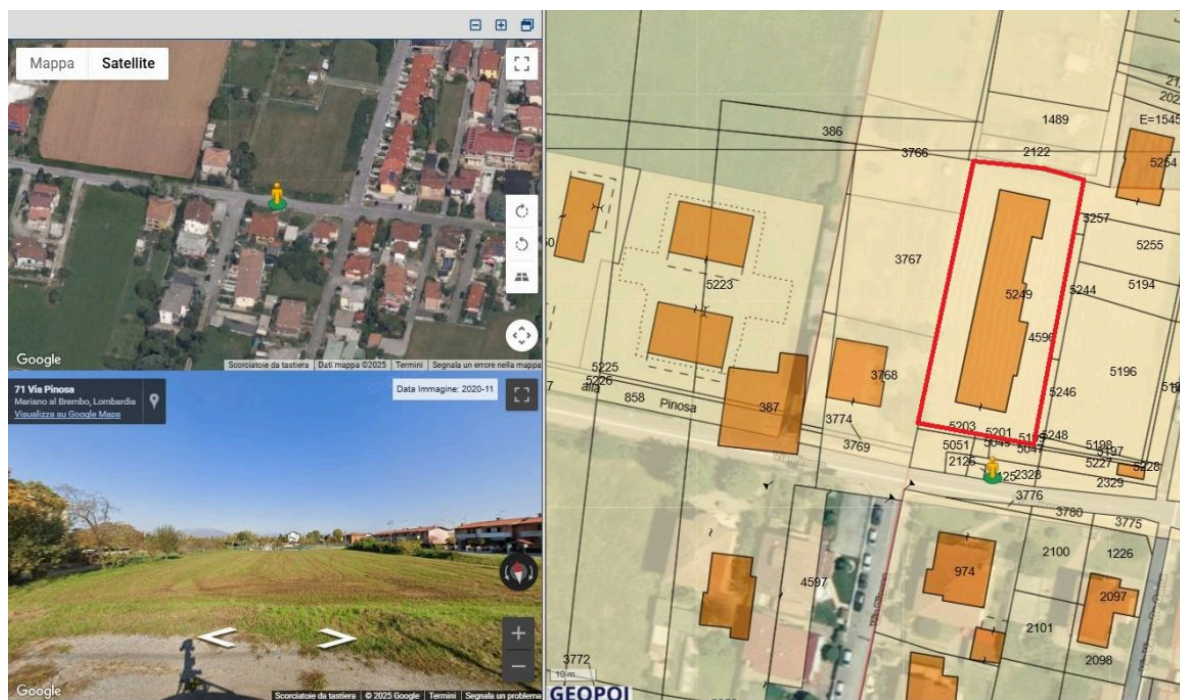 Mappa
Satellite
Google
Scorciatoie da tastiera
Dati mappa ©2025
Termini
Segnala un errore nella mappa
71 Via Pinosa
Mariano al Brembo, Lombardia
Visualizza su Google Maps
Data Immagine: 2020-11
Google
Scorciatoie da tastiera
© 2025 Google
Termini
Segnala un problema
1489
E=1545
386
3766
2122
5254
5257
5255
3767
5223
5249
5244
5194
4596
5196
5225
5226
3768
5246
858
Pinosa
387
3774
3769
5203
5201
5248
5051
5047
5198
5197
2126
5227
5228
2328
2329
3776
3780
3775
2100
1226
974
4597
2097
2101
2098
3772
10 m
GEOPOI